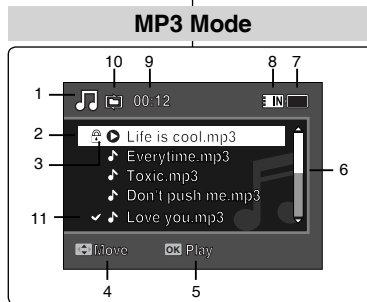 MP3 Mode
10 9 8 7
1 00:12 IN
2 Life is cool.mp3
3 Everytime.mp3
Toxic.mp3 6
Don't push me.mp3
11 Love you.mp3
Move OK Play
4 5